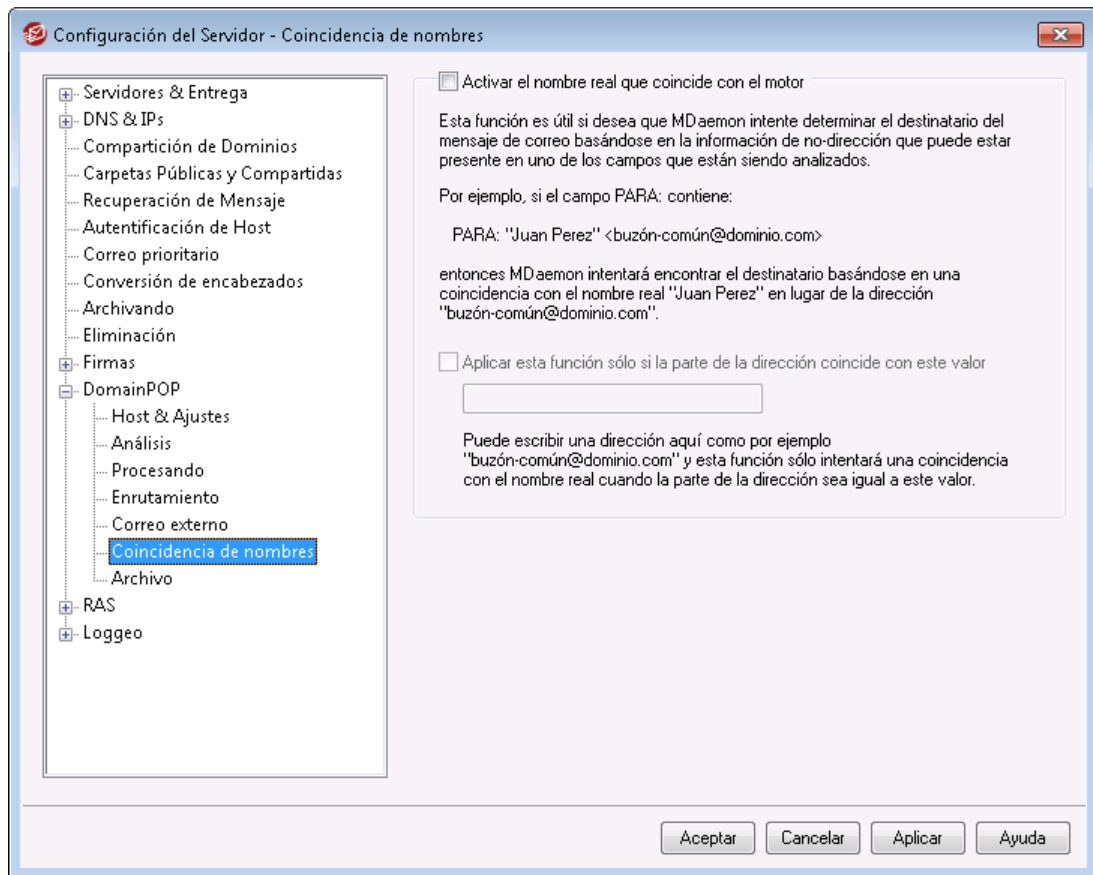 Configuración del Servidor - Coincidencia de nombres
Servidores & Entrega
DNS & IPs
Compartición de Dominios
Carpetas Públicas y Compartidas
Recuperación de Mensaje
Autentificación de Host
Correo prioritario
Conversión de encabezados
Archivando
Eliminación
Firmas
DomainPOP
Host & Ajustes
Análisis
Procesando
Enrutamiento
Correo externo
Coincidencia de nombres
Archivo
RAS
Loggeo
Activar el nombre real que coincide con el motor
Esta función es útil si desea que MDaemon intente determinar el destinatario del
mensaje de correo basándose en la información de no-dirección que puede estar
presente en uno de los campos que están siendo analizados.
Por ejemplo, si el campo PARA: contiene:
PARA: "Juan Perez" <buzón-común@dominio.com>
entonces MDaemon intentará encontrar el destinatario basándose en una
coincidencia con el nombre real "Juan Perez" en lugar de la dirección
"buzón-común@dominio.com".
Aplicar esta función sólo si la parte de la dirección coincide con este valor
Puede escribir una dirección aquí como por ejemplo
"buzón-común@dominio.com" y esta función sólo intentará una coincidencia
con el nombre real cuando la parte de la dirección sea igual a este valor.
Aceptar
Cancelar
Aplicar
Ayuda